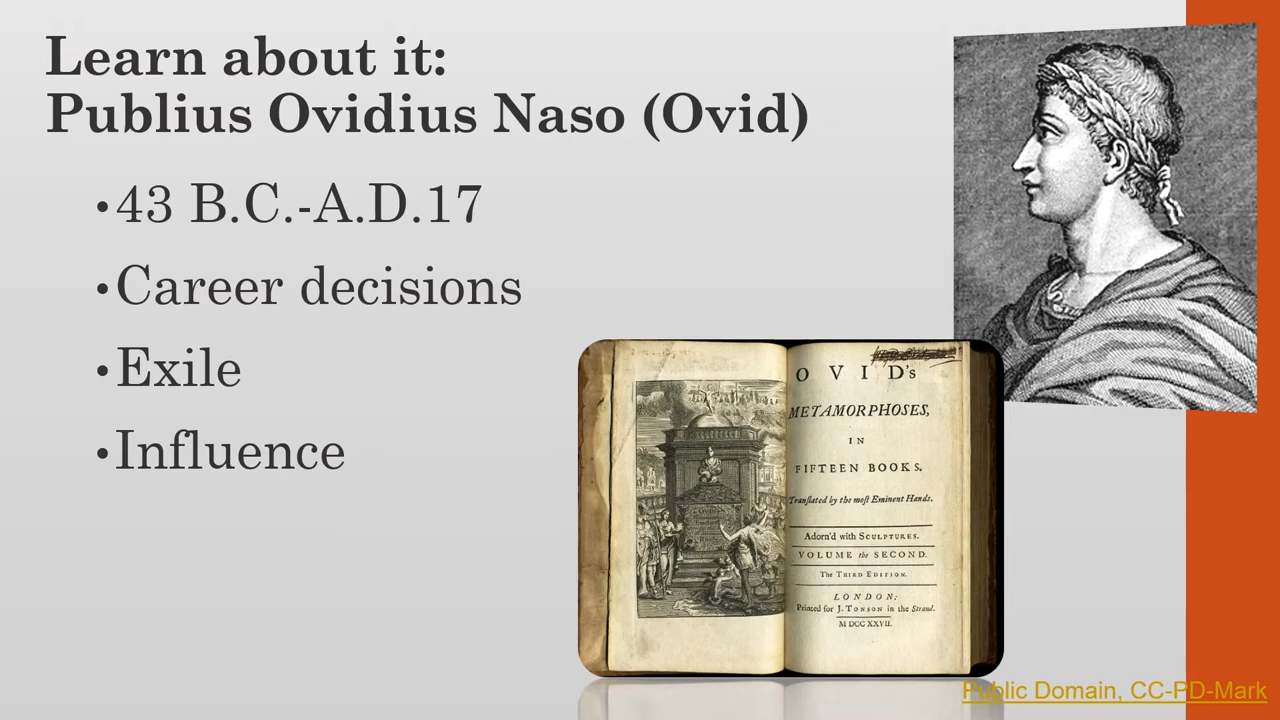 Learn about it:
Publius Ovidius Naso (Ovid)
•43 B.C.-A.D.17
•Career decisions
•Exile
•Influence
OVID's
METAMORPHOSES,
IN
FIFTEEN BOOKS.
Tranſlated by the moſt Eminent Hands.
Adorn'd with SCULPTURES.
VOLUME the SECOND.
The THIRD EDITION.
LONDON:
Printed for J. TONSON in the Strand.
M DCC XXVII.
Public Domain, CC-PD-Mark